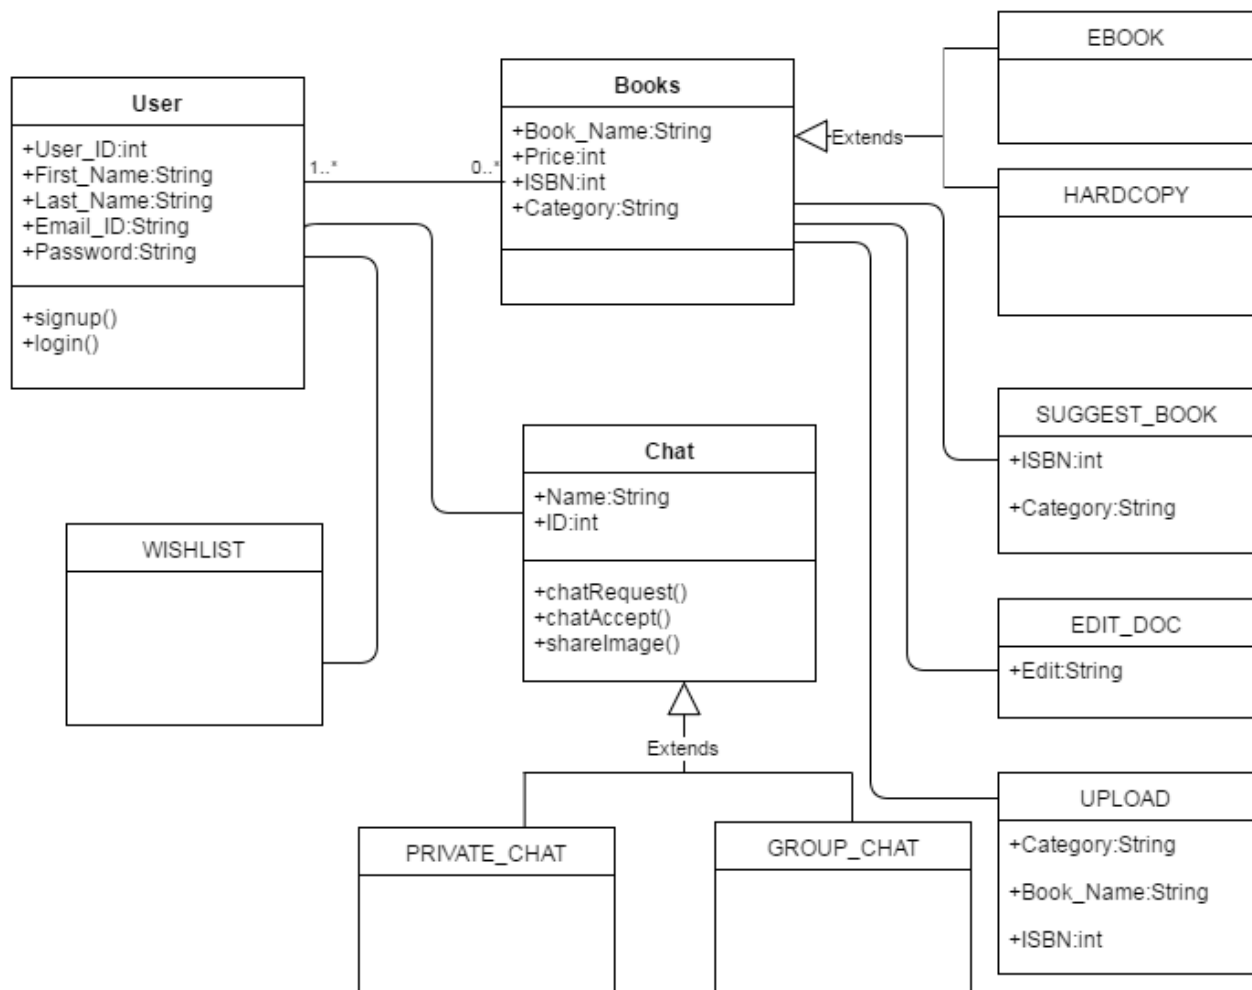 User
+User_ID:int
+First_Name:String
+Last_Name:String
+Email_ID:String
+Password:String
+signup()
+login()
1..*
0..*
Books
+Book_Name:String
+Price:int
+ISBN:int
+Category:String
Extends
EBOOK
HARDCOPY
SUGGEST_BOOK
+ISBN:int
+Category:String
Chat
+Name:String
+ID:int
+chatRequest()
+chatAccept()
+shareImage()
WISHLIST
EDIT_DOC
+Edit:String
Extends
PRIVATE_CHAT
GROUP_CHAT
UPLOAD
+Category:String
+Book_Name:String
+ISBN:int